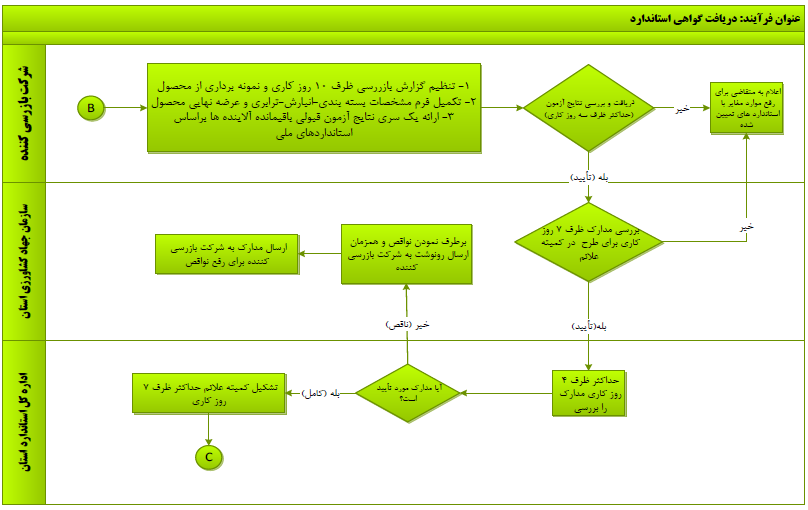 عنوان فرآیند: دریافت گواهی استاندارد
شرکت بازرسی کننده
B
۱- تنظیم گزارش بازررسی ظرف ۱۰ روز کاری و نمونه برداری از محصول
۲- تکمیل فرم مشخصات بسته بندی-انبارش-ترابری و عرضه نهایی محصول
۳- ارائه یک سری نتایج آزمون قبولی باقیمانده آلاینده ها براساس
استانداردهای ملی
دریافت و بررسی نتایج آزمون
(حداکثر ظرف سه روز کاری)
خیر
اعلام به متقاضی برای
رفع موارد مغایر با
استاندارد های تعیین
شده
بله (تأیید)
سازمان جهاد کشاورزی استان
بررسی مدارک ظرف ۷ روز
کاری برای طرح در کمیته
علائم
خیر
برطرف نمودن نواقص و همزمان
ارسال رونوشت به شرکت بازرسی
کننده
ارسال مدارک به شرکت بازرسی
کننده برای رفع نواقص
خیر (ناقص)
بله(تأیید)
اداره کل استاندارد استان
حداکثر ظرف ۴
روز کاری مدارک
را بررسی
آیا مدارک مورد تأیید
است؟
بله (کامل)
تشکیل کمیته علائم حداکثر ظرف ۷
روز کاری
C